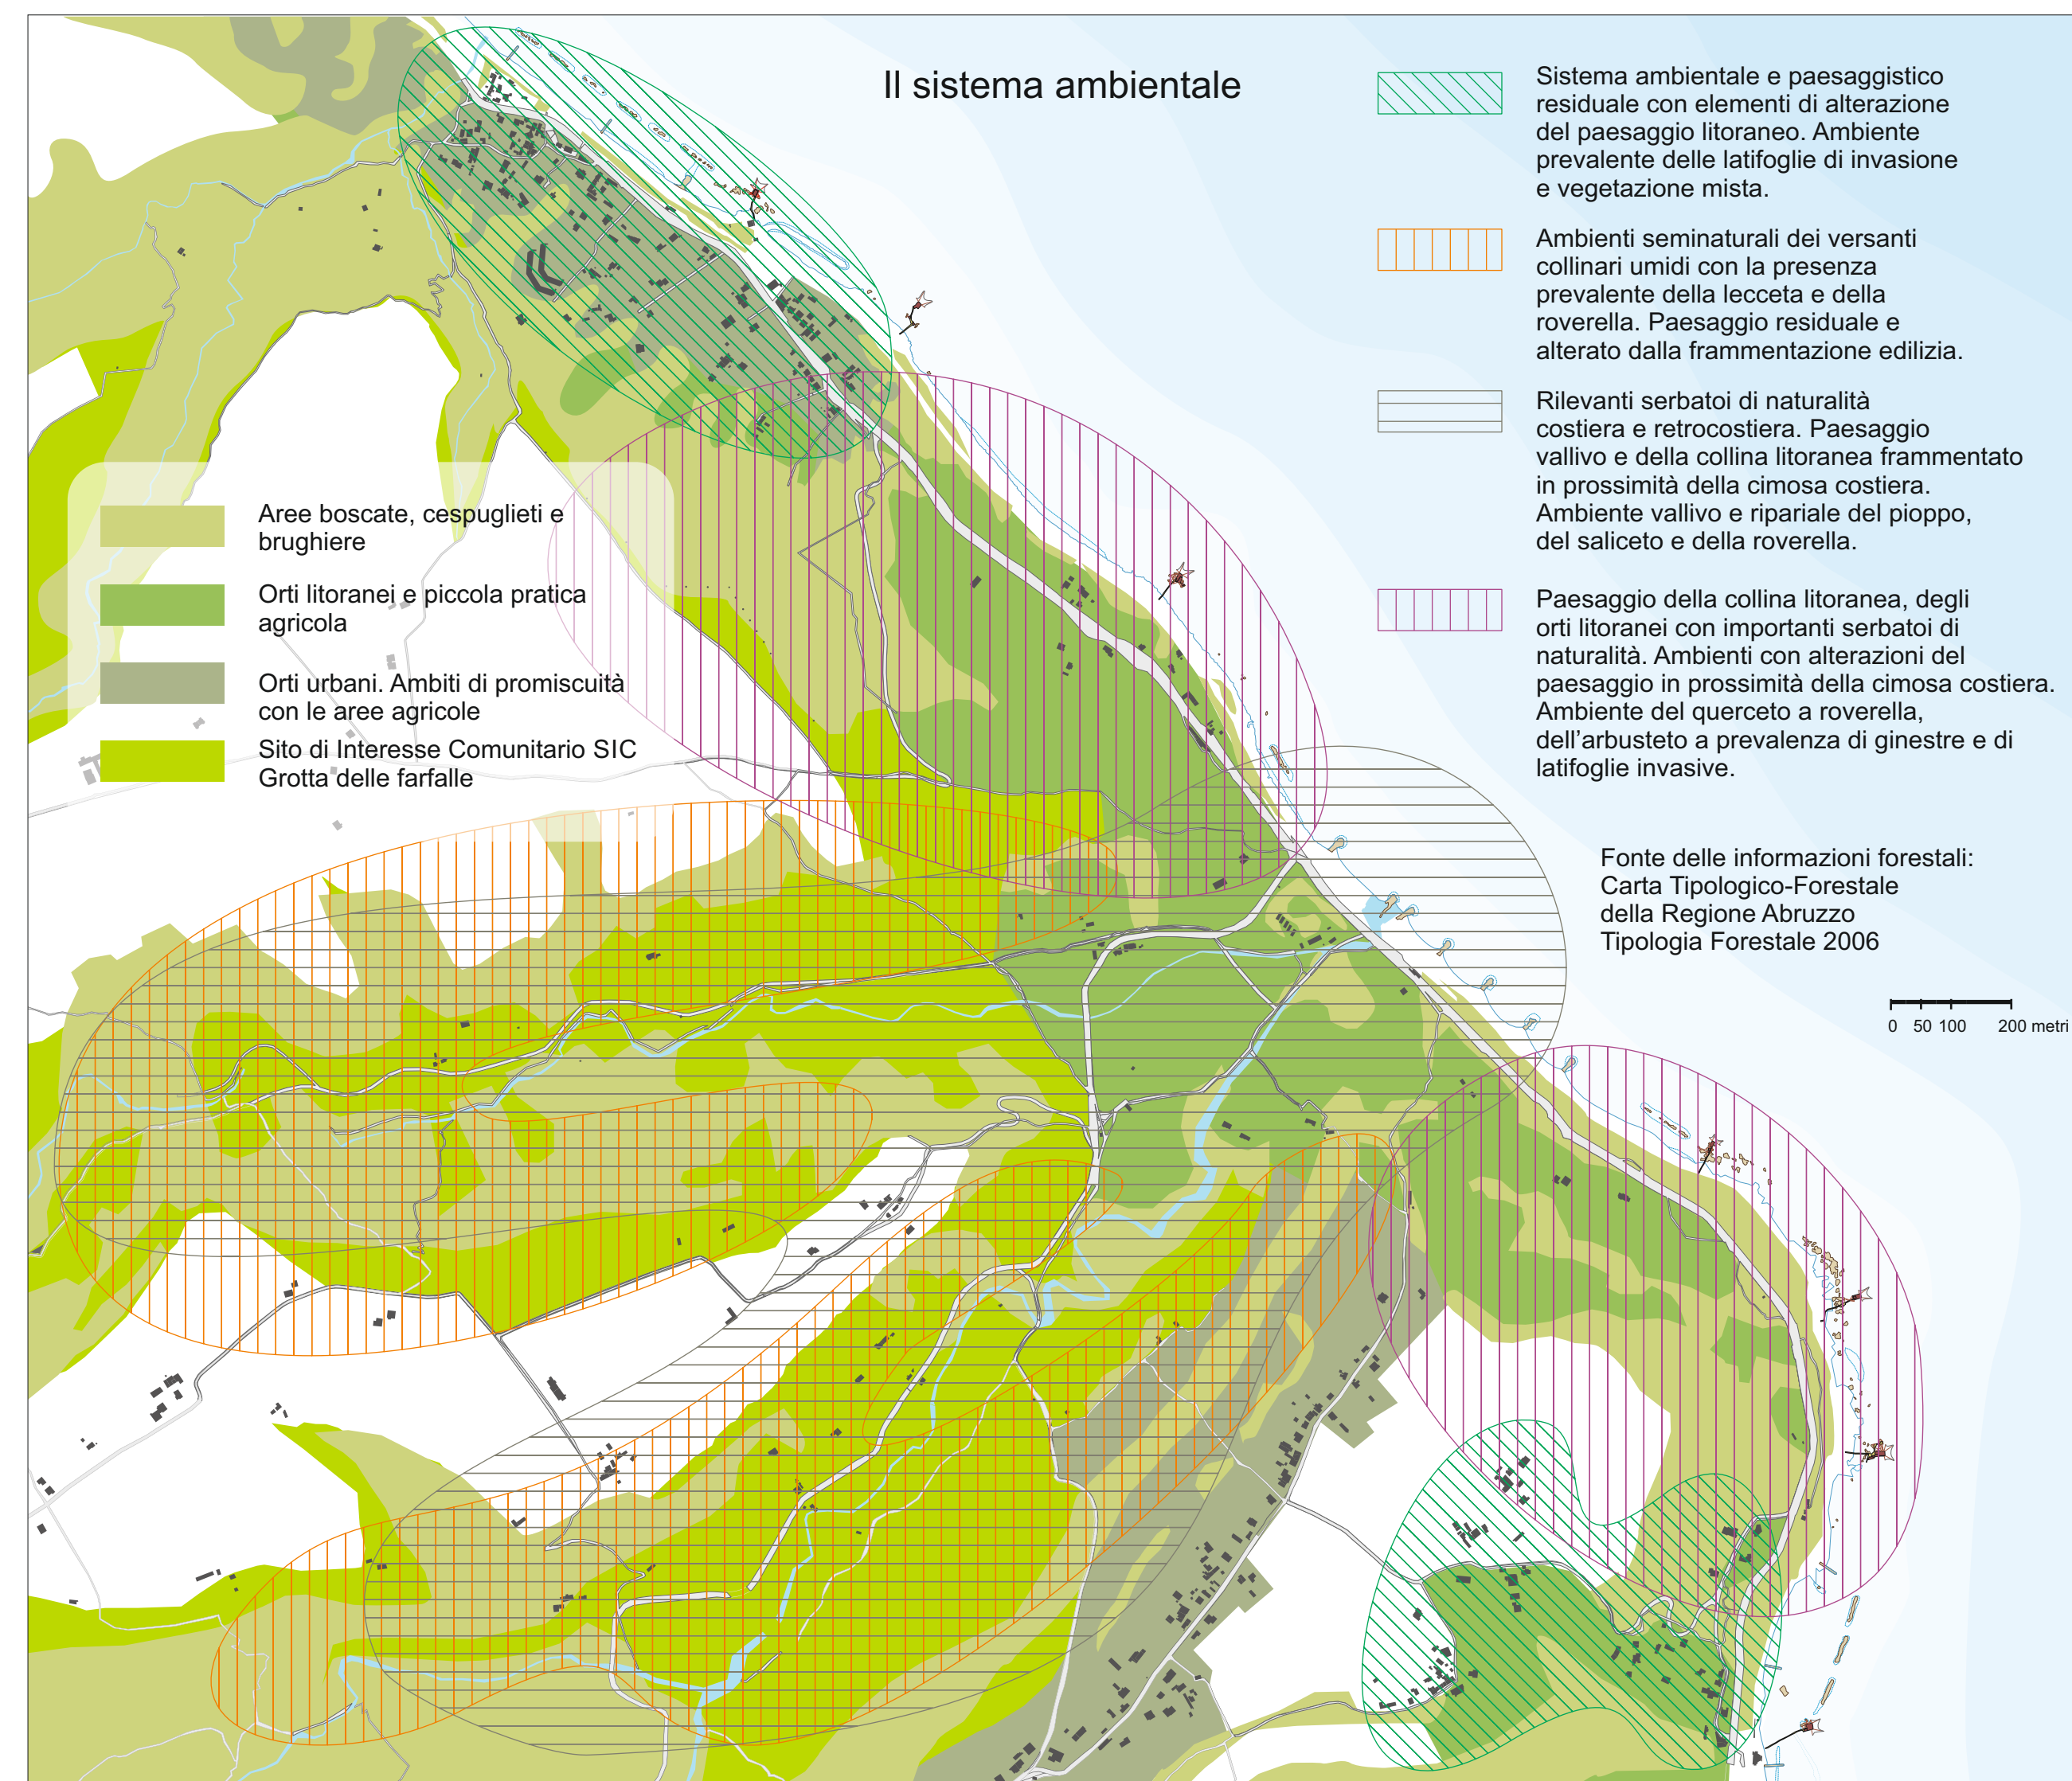 Il sistema ambientale
Sistema ambientale e paesaggistico
residuale con elementi di alterazione
del paesaggio litoraneo. Ambiente
prevalente delle latifoglie di invasione
e vegetazione mista.
Ambienti seminaturali dei versanti
collinari umidi con la presenza
prevalente della lecceta e della
roverella. Paesaggio residuale e
alterato dalla frammentazione edilizia.
Rilevanti serbatoi di naturalità
costiera e retrocostiera. Paesaggio
vallivo e della collina litoranea frammentato
in prossimità della cimosa costiera.
Ambiente vallivo e ripariale del pioppo,
del saliceto e della roverella.
Paesaggio della collina litoranea, degli
orti litoranei con importanti serbatoi di
naturalità. Ambienti con alterazioni del
paesaggio in prossimità della cimosa costiera.
Ambiente del querceto a roverella,
dell’arbusteto a prevalenza di ginestre e di
latifoglie invasive.
Aree boscate, cespuglieti e
brughiere
Orti litoranei e piccola pratica
agricola
Orti urbani. Ambiti di promiscuità
con le aree agricole
Sito di Interesse Comunitario SIC
Grotta delle farfalle
Fonte delle informazioni forestali:
Carta Tipologico-Forestale
della Regione Abruzzo
Tipologia Forestale 2006
0 50 100 200 metri